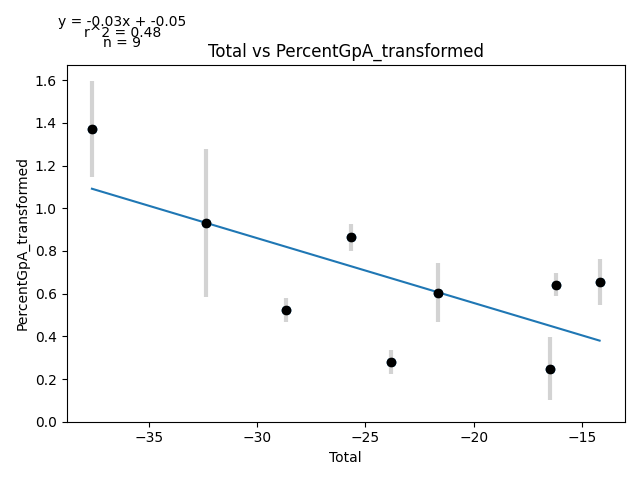 y = -0.03x + -0.05
r^2 = 0.48
n = 9
Total vs PercentGpA_transformed
1.6
1.4
1.2
1.0
0.8
0.6
0.4
0.2
0.0
PercentGpA_transformed
−35
−30
−25
−20
−15
Total